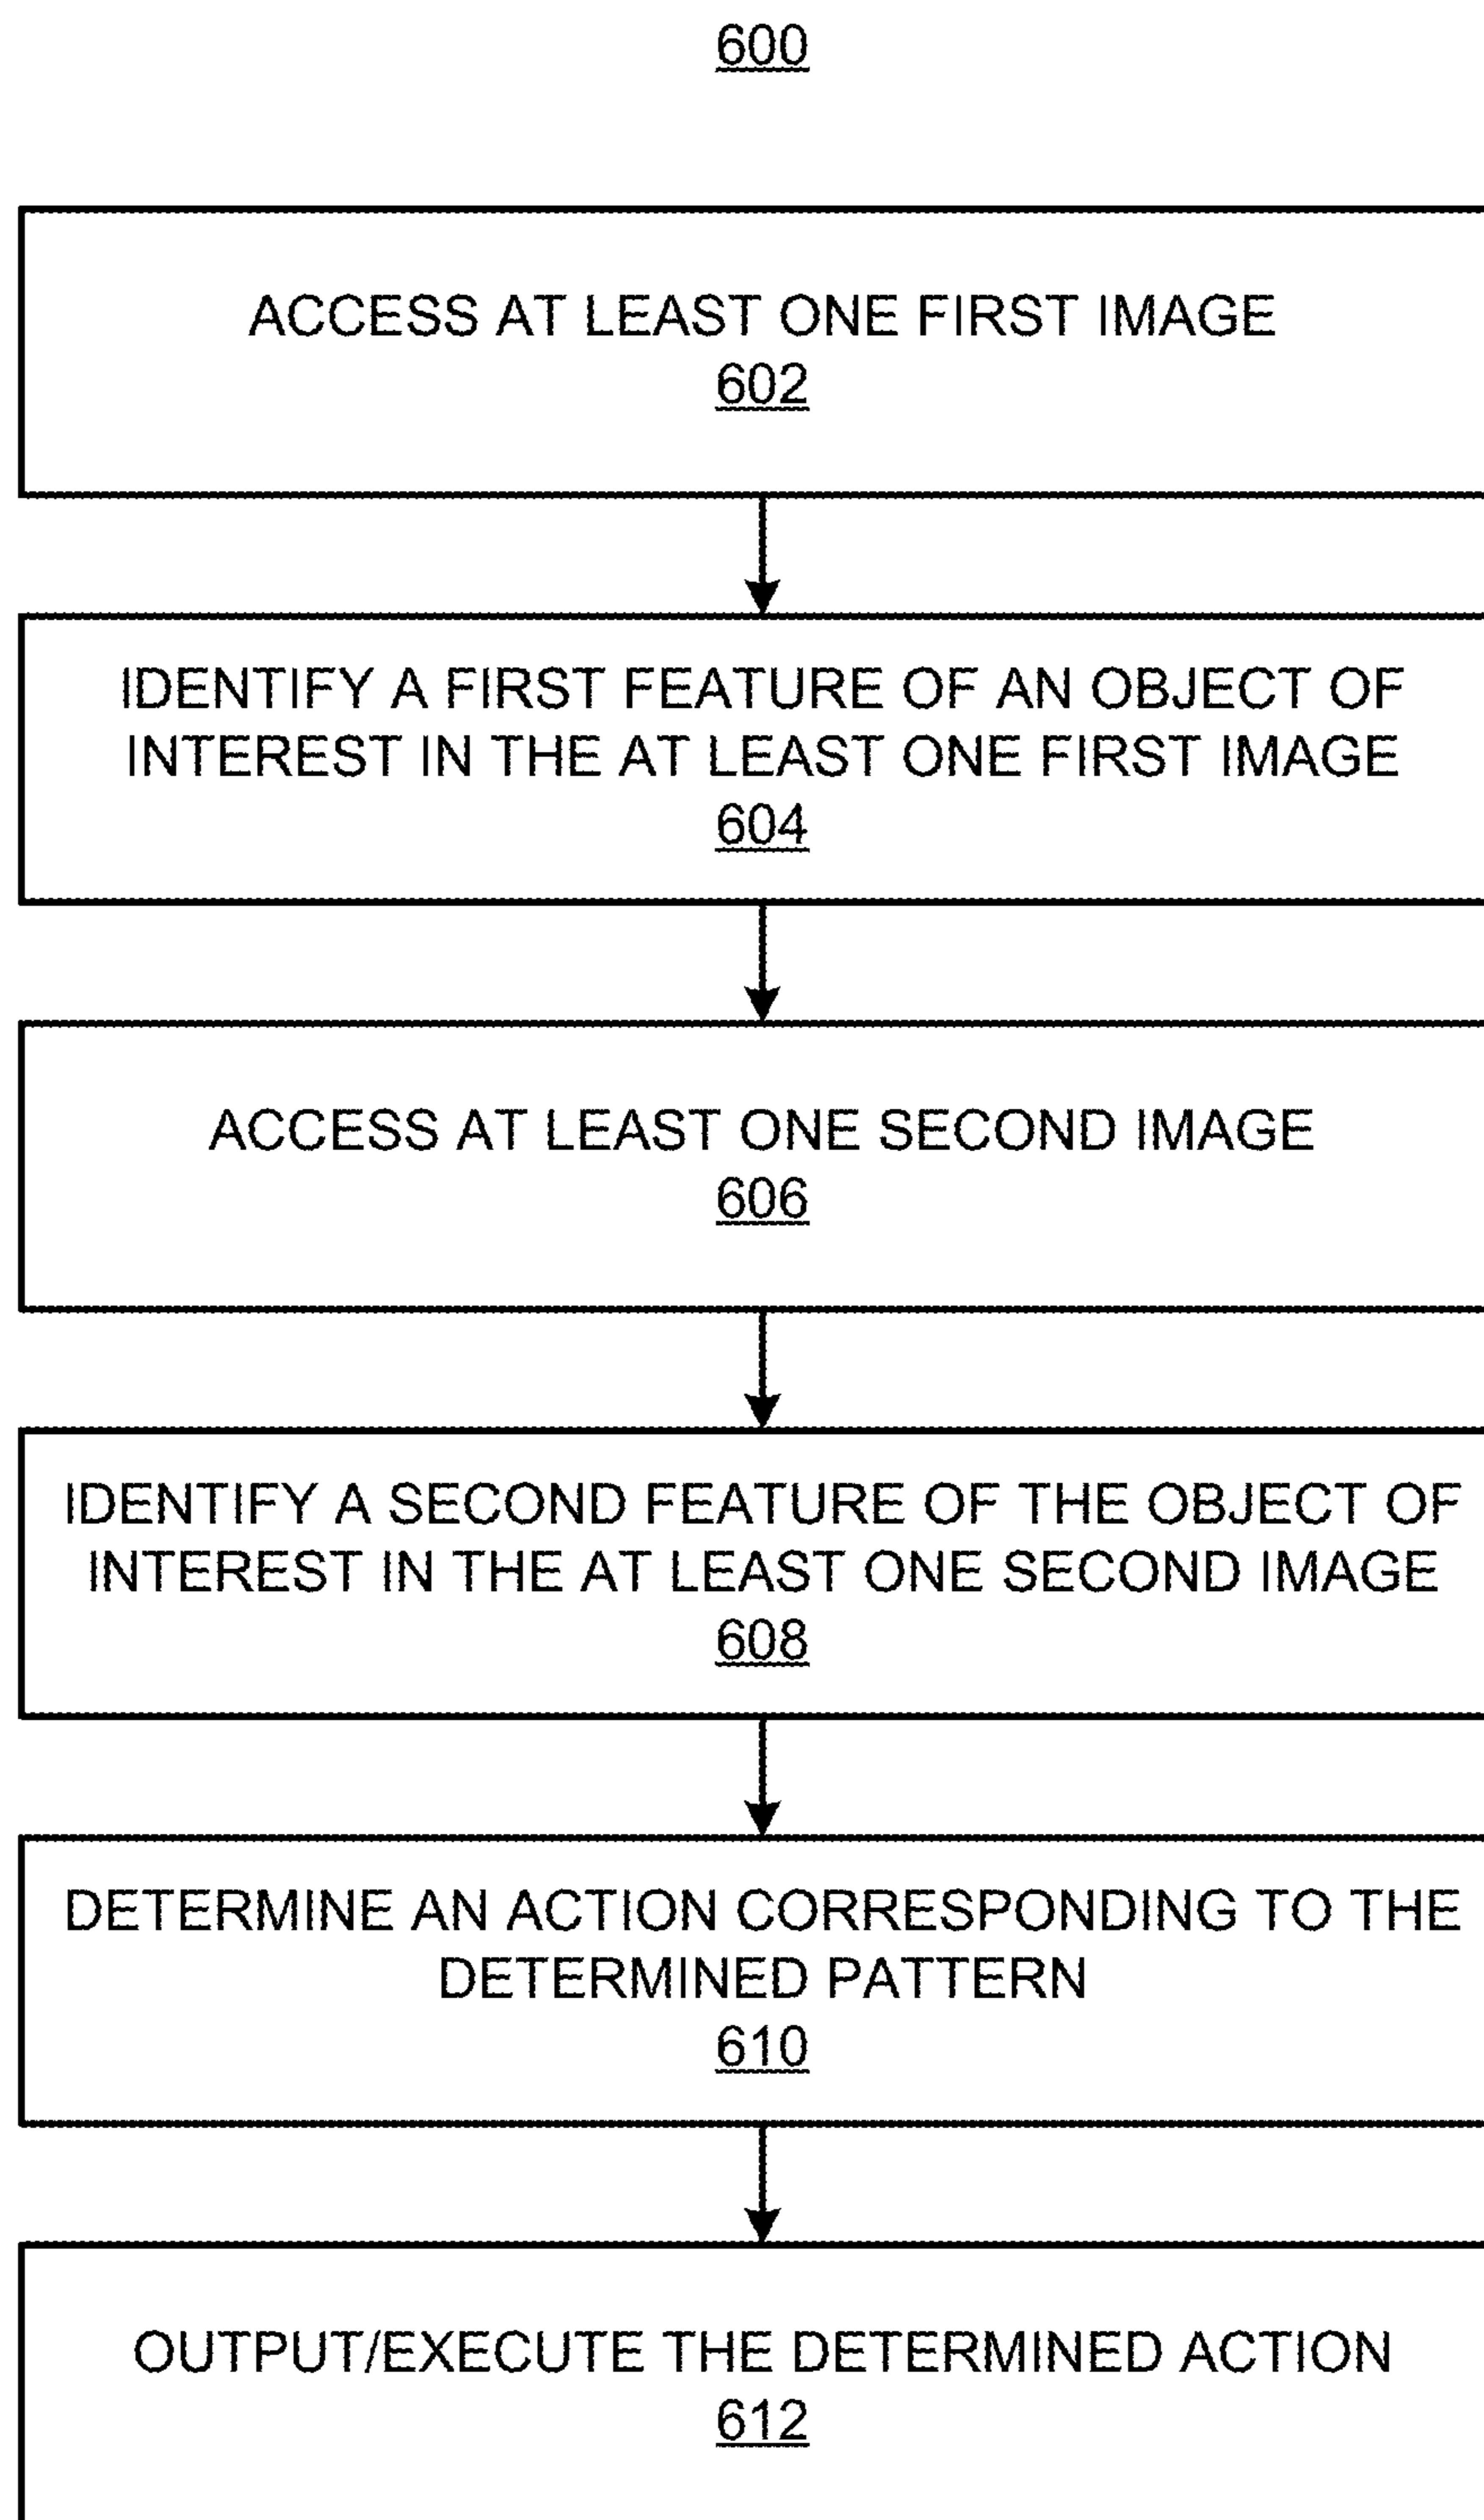 600
ACCESS AT LEAST ONE FIRST IMAGE
602
IDENTIFY A FIRST FEATURE OF AN OBJECT OF
INTEREST IN THE AT LEAST ONE FIRST IMAGE
604
ACCESS AT LEAST ONE SECOND IMAGE
606
IDENTIFY A SECOND FEATURE OF THE OBJECT OF
INTEREST IN THE AT LEAST ONE SECOND IMAGE
608
DETERMINE AN ACTION CORRESPONDING TO THE
DETERMINED PATTERN
610
OUTPUT/EXECUTE THE DETERMINED ACTION
612